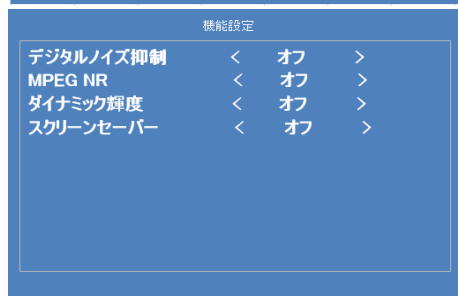 機能設定
デジタルノイズ抑制 < オフ >
MPEG NR < オフ >
ダイナミック輝度 < オフ >
スクリーンセーバー < オフ >